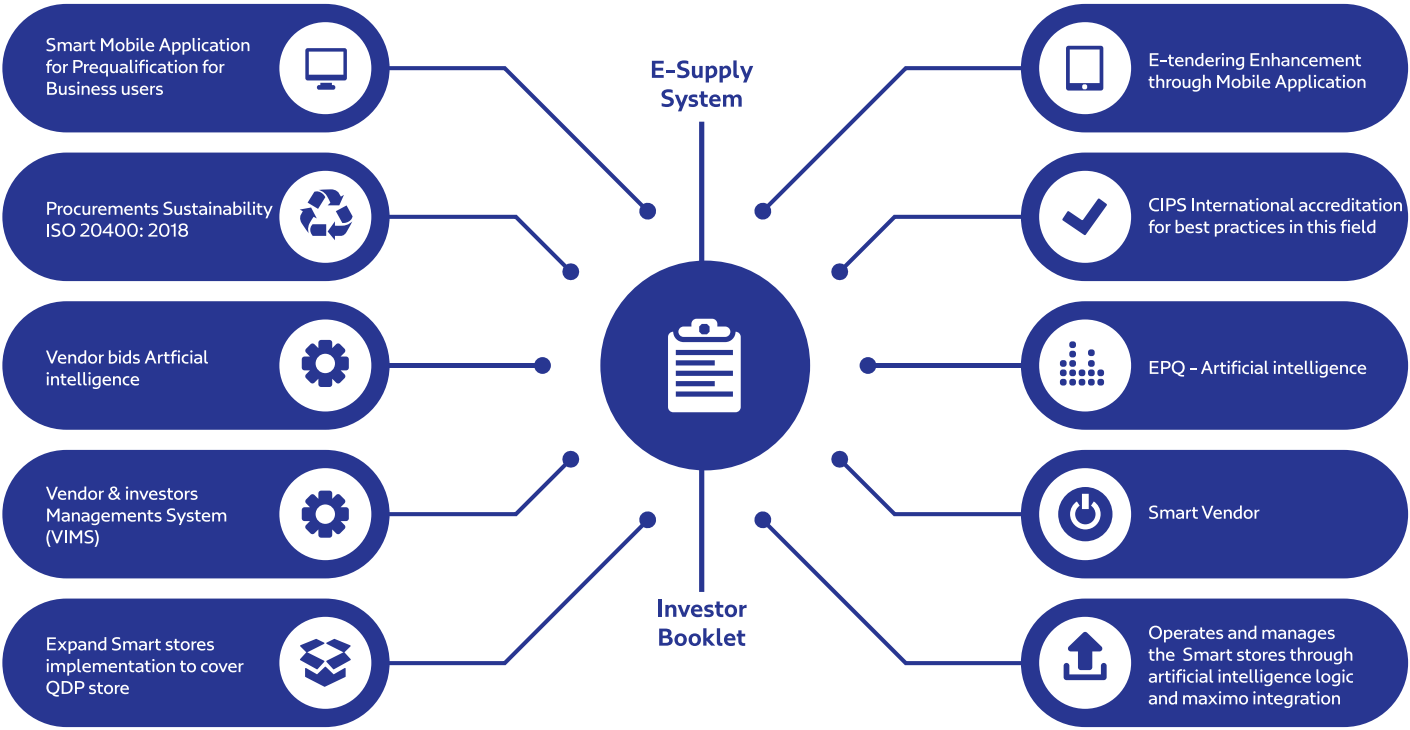 Smart Mobile Application
for Prequalification for
Business users
Procurements Sustainability
ISO 20400: 2018
Vendor bids Artficial
intelligence
Vendor & investors
Managements System
(VIMS)
Expand Smart stores
implementation to cover
QDP store
E-Supply
System
Investor
Booklet
E-tendering Enhancement
through Mobile Application
CIPS International accreditation
for best practices in this field
EPQ – Artificial intelligence
Smart Vendor
Operates and manages
the Smart stores through
artificial intelligence logic
and maximo integration